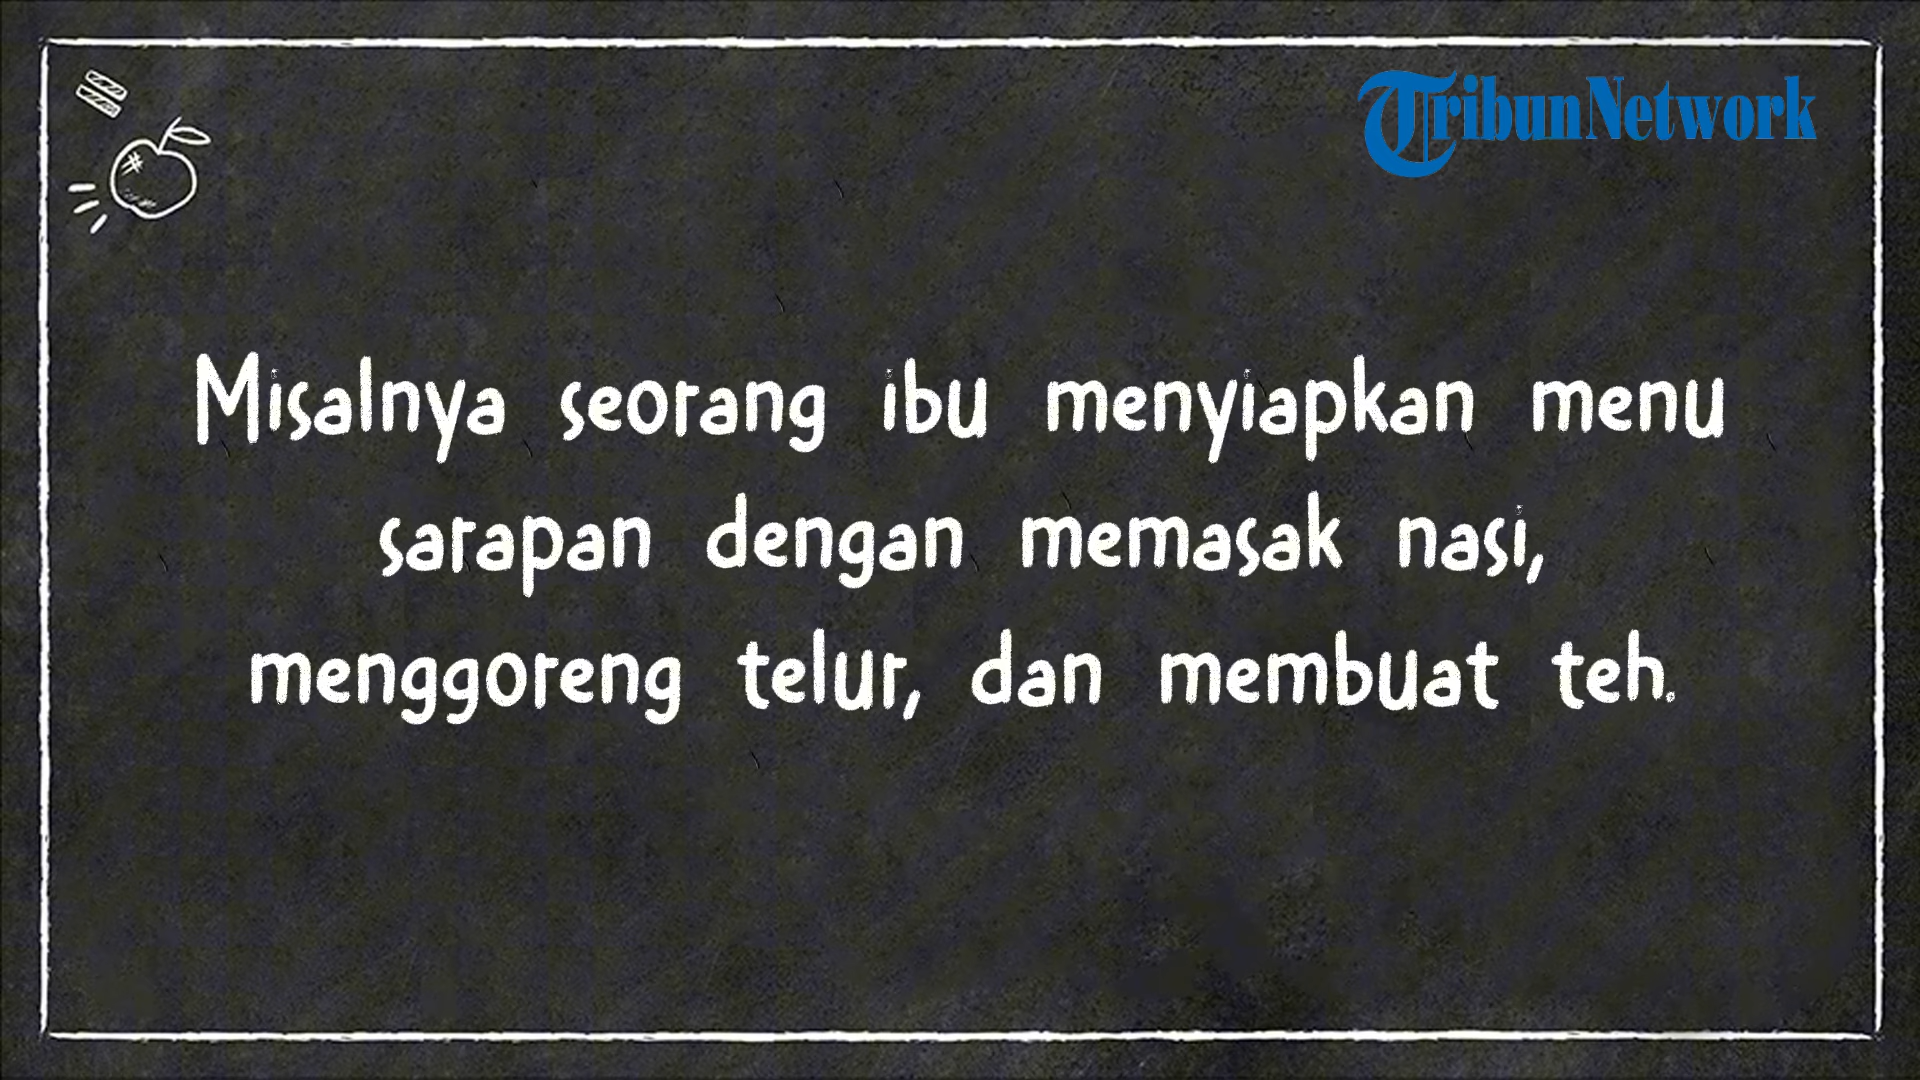 TribunNetwork
Misalnya seorang ibu menyiapkan menu
sarapan dengan memasak nasi,
menggoreng telur, dan membuat teh.